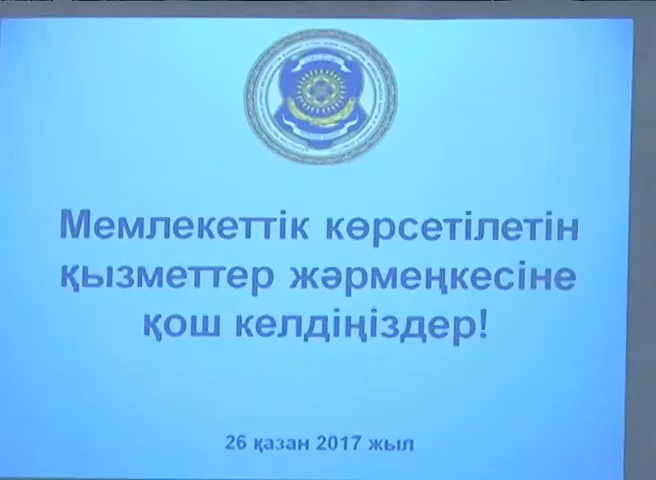 Мемлекеттік көрсетілетін
қызметтер жәрмеңкесіне
қош келдіңіздер!
26 қазан 2017 жыл